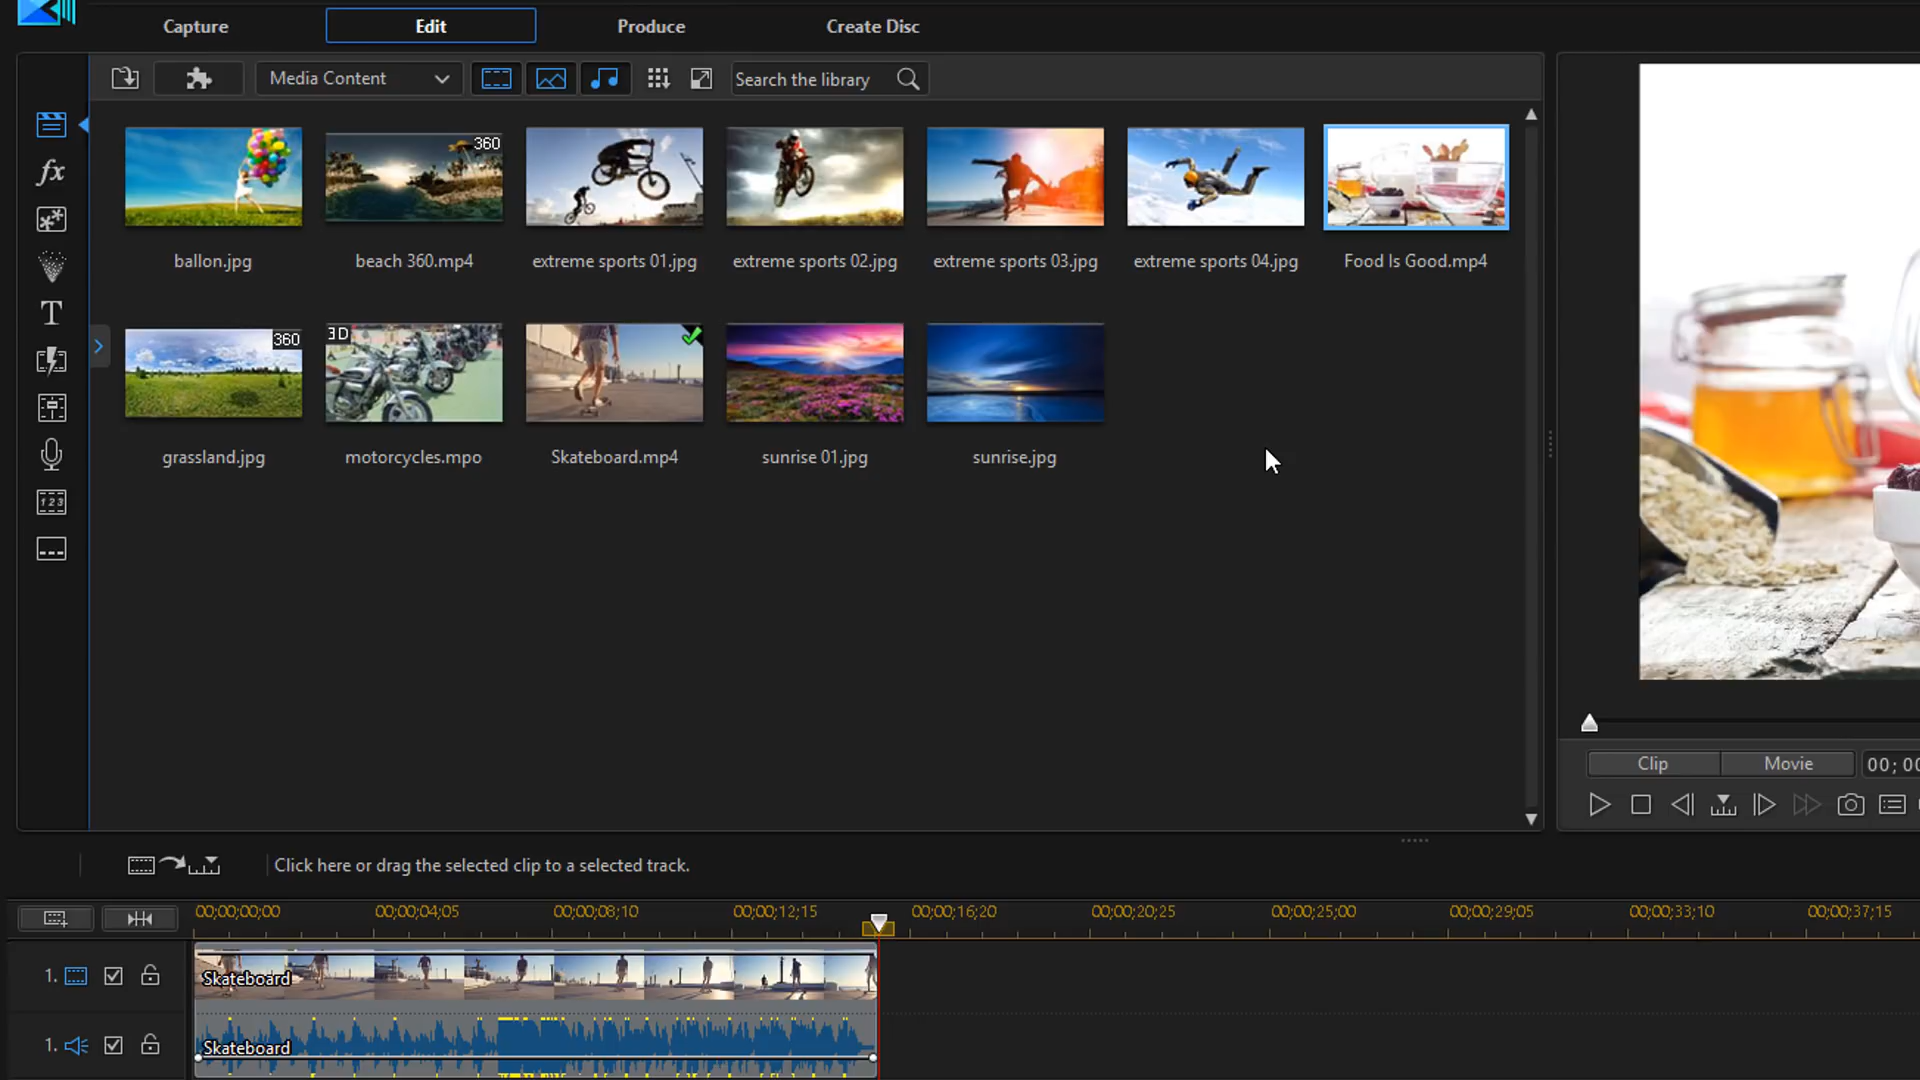 Capture Edit Produce Create Disc
Media Content Search the library
360
ballon.jpg beach 360.mp4 extreme sports 01.jpg extreme sports 02.jpg extreme sports 03.jpg extreme sports 04.jpg Food Is Good.mp4
fx
T
360 3D
grassland.jpg motorcycles.mpo Skateboard.mp4 sunrise 01.jpg sunrise.jpg
123
Clip Movie 00; 00
Click here or drag the selected clip to a selected track.
00;00;00;00 00;00;04;05 00;00;08;10 00;00;12;15 00;00;16;20 00;00;20;25 00;00;25;00 00;00;29;05 00;00;33;10 00;00;37;15
1. Skateboard
1. Skateboard